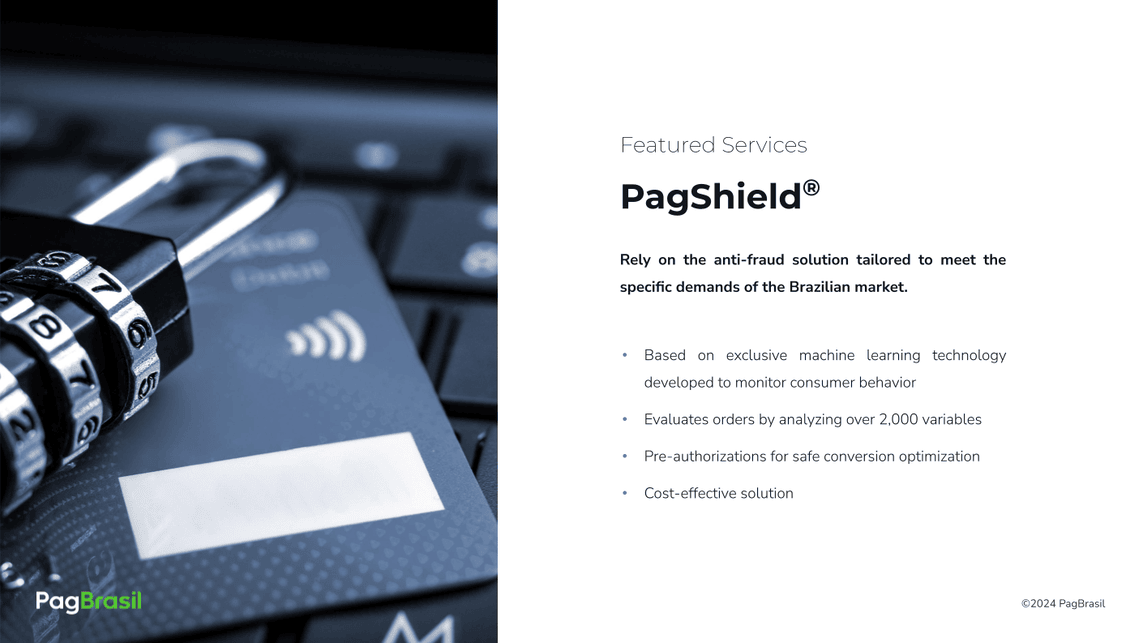 Featured Services
PagShield®
Rely on the anti-fraud solution tailored to meet the
specific demands of the Brazilian market.
• Based on exclusive machine learning technology
developed to monitor consumer behavior
• Evaluates orders by analyzing over 2,000 variables
• Pre-authorizations for safe conversion optimization
• Cost-effective solution
PagBrasil
©2024 PagBrasil